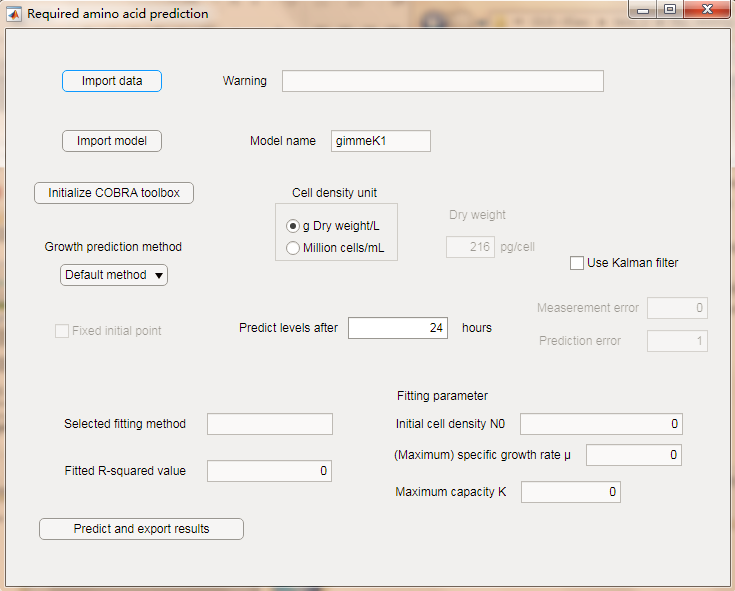 Required amino acid prediction
Import data
Warning
Import model
Model name
gimmeK1
Initialize COBRA toolbox
Cell density unit
g Dry weight/L
Million cells/mL
Dry weight
216
pg/cell
Growth prediction method
Default method
Use Kalman filter
Fixed initial point
Predict levels after
24
hours
Measerement error
0
Prediction error
1
Fitting parameter
Selected fitting method
Initial cell density N0
0
(Maximum) specific growth rate μ
0
Fitted R-squared value
0
Maximum capacity K
0
Predict and export results